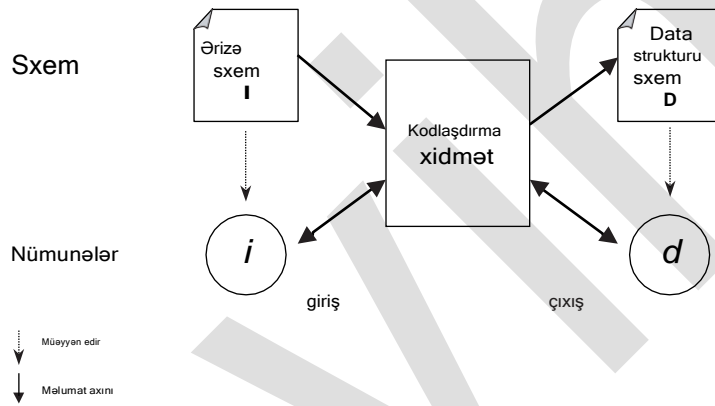 Sxem
Ərizə
sxem
I
Kodlaşdırma
xidmət
Data
strukturu
sxem
D
Nümunələr
i
d
giriş
çıxış
Müəyyən edir
Məlumat axını